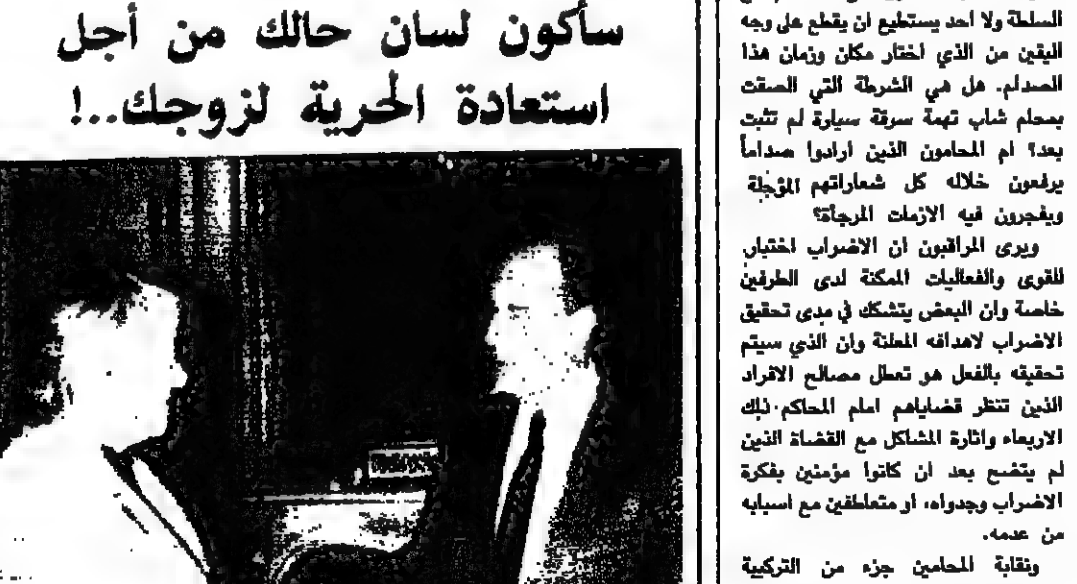 سأكون لسان حالك من أجل
استعادة الحرية لزوجك..!
السلطة ولا احد يستطيع ان يقطع على وجه
اليقين من الذي اختار مكان وزمان هذا
الصدام. هل هي الشرطة التي الصقت
بمحام شاب تهمة سرقة سيارة لم تثبت
بعد؟ ام المحامون الذين ارادوا صداماً
يرفعون خلاله كل شعاراتهم المؤجلة
ويفجرون فيه الازمات المرجأة؟
ويرى المراقبون ان الاضراب اختبار
للقوى والفعاليات الممكنة لدى الطرفين
خاصة وان البعض يتشكك في مدى تحقيق
الاضراب لاهدافه المعلنة وان الذي سيتم
تحقيقه بالفعل هو تعطل مصالح الافراد
الذين تنتظر قضاياهم امام المحاكم ذلك
الاربعاء واثارة المشاكل مع القضاة الذين
لم يتضح بعد ان كانوا مؤمنين بفكرة
الاضراب وجدواه، او متعاطفين مع اسبابه
من عدمه.
ونقابة المحامين جزء من التركيبة